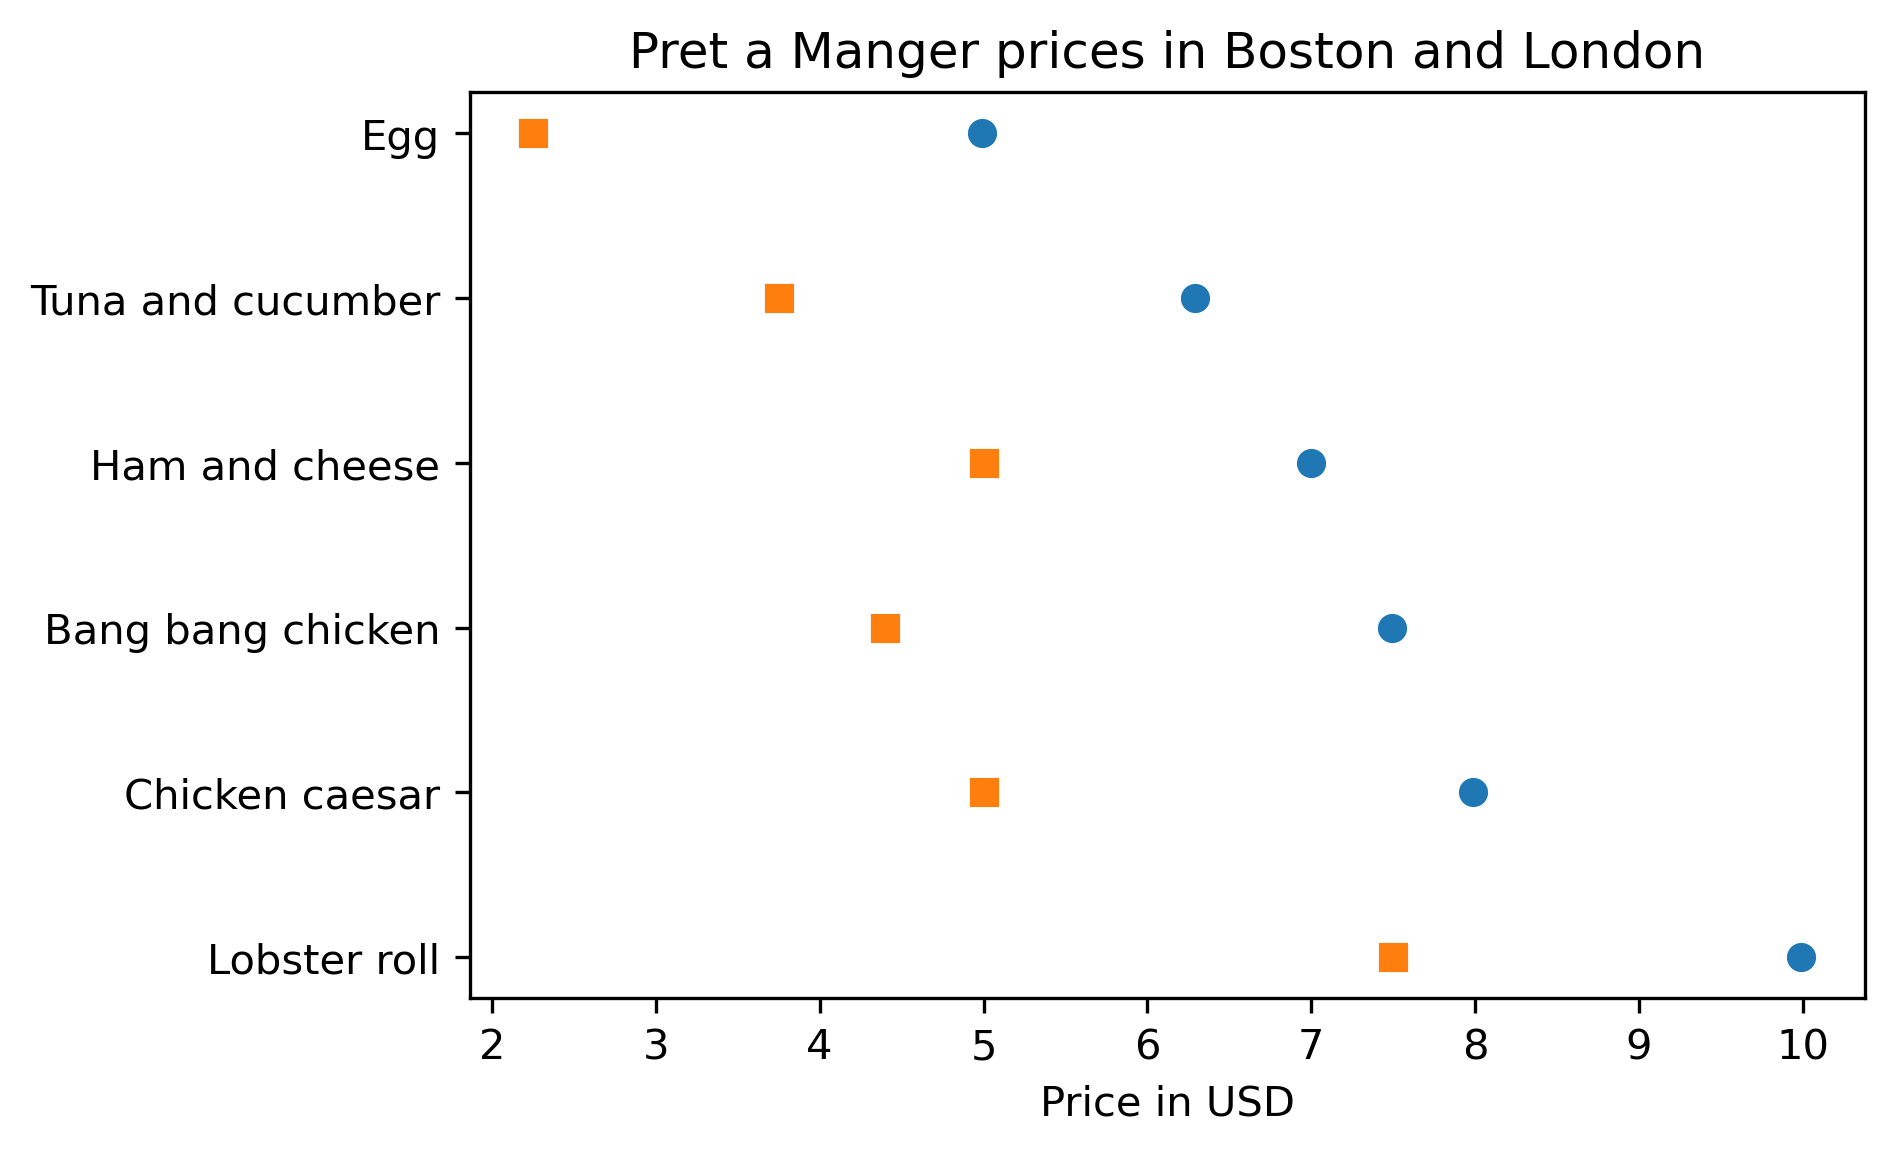 Pret a Manger prices in Boston and London
Egg
Tuna and cucumber
Ham and cheese
Bang bang chicken
Chicken caesar
Lobster roll
2 3 4 5 6 7 8 9 10
Price in USD